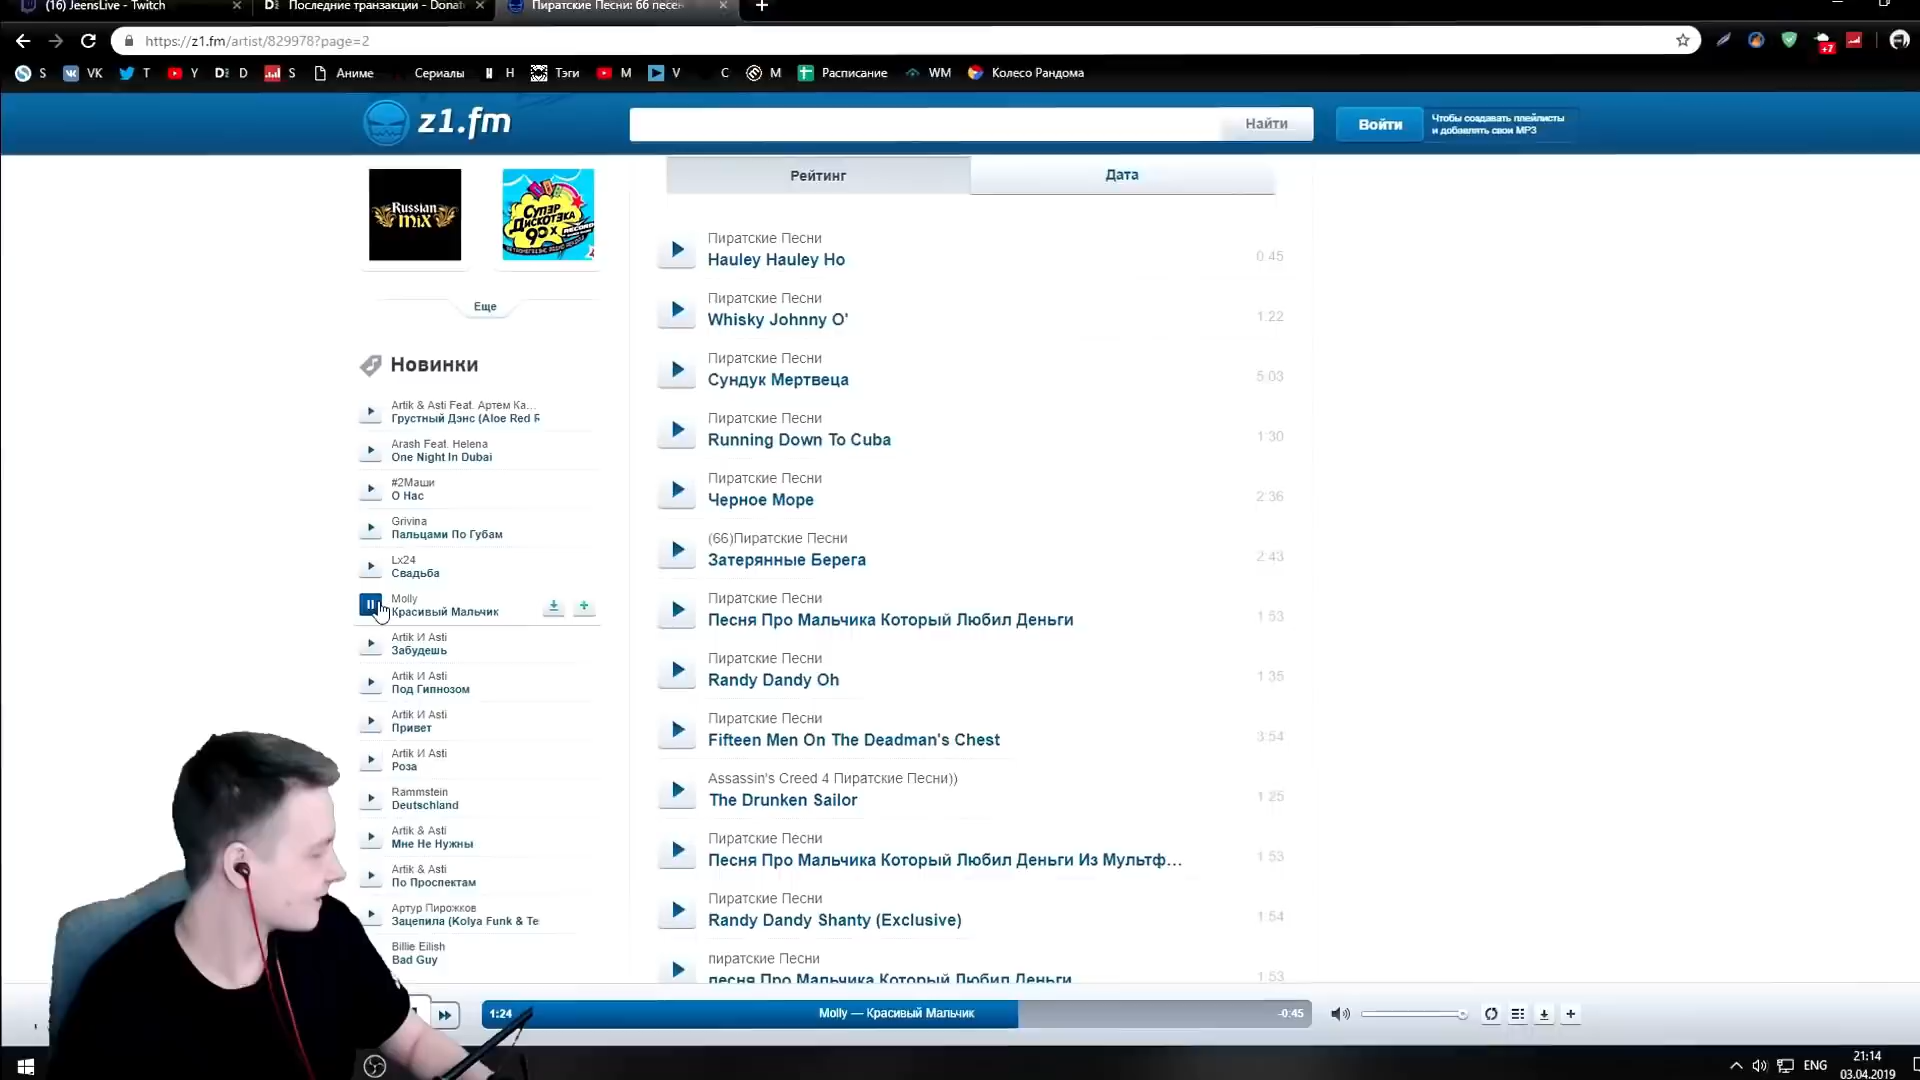 (16) JeensLive - Twitch
Последние транзакции - Donat
Пиратские Песни: 66 песен
https://z1.fm/artist/829978?page=2
+7
S
VK
T
Y
D
S
Аниме
Сериалы
H
Тэги
M
V
C
M
Расписание
WM
Колесо Рандома
z1.fm
Найти
Войти
Чтобы создавать плейлисты
и добавлять свои MP3
Russian
mix
Супер
Дискотека
90х
RECORD
Еще
Новинки
Artik & Asti Feat. Артем Ка...
Грустный Дэнс (Aloe Red R
Arash Feat. Helena
One Night In Dubai
#2Маши
О Нас
Grivina
Пальцами По Губам
Lx24
Свадьба
Molly
Красивый Мальчик
Artik И Asti
Забудешь
Artik И Asti
Под Гипнозом
Artik И Asti
Привет
Artik И Asti
Роза
Rammstein
Deutschland
Artik & Asti
Мне Не Нужны
Artik & Asti
По Проспектам
Артур Пирожков
Зацепила (Kolya Funk & Te
Billie Eilish
Bad Guy
Рейтинг
Дата
Пиратские Песни
Hauley Hauley Ho
0:45
Пиратские Песни
Whisky Johnny O'
1:22
Пиратские Песни
Сундук Мертвеца
5:03
Пиратские Песни
Running Down To Cuba
1:30
Пиратские Песни
Черное Море
2:36
(66)Пиратские Песни
Затерянные Берега
2:43
Пиратские Песни
Песня Про Мальчика Который Любил Деньги
1:53
Пиратские Песни
Randy Dandy Oh
1:35
Пиратские Песни
Fifteen Men On The Deadman's Chest
3:54
Assassin's Creed 4 Пиратские Песни))
The Drunken Sailor
1:25
Пиратские Песни
Песня Про Мальчика Который Любил Деньги Из Мультф...
1:53
Пиратские Песни
Randy Dandy Shanty (Exclusive)
1:54
пиратские Песни
песня Про Мальчика Который Любил Деньги
1:53
1:24
Molly — Красивый Мальчик
-0:45
ENG
21:14
03.04.2019